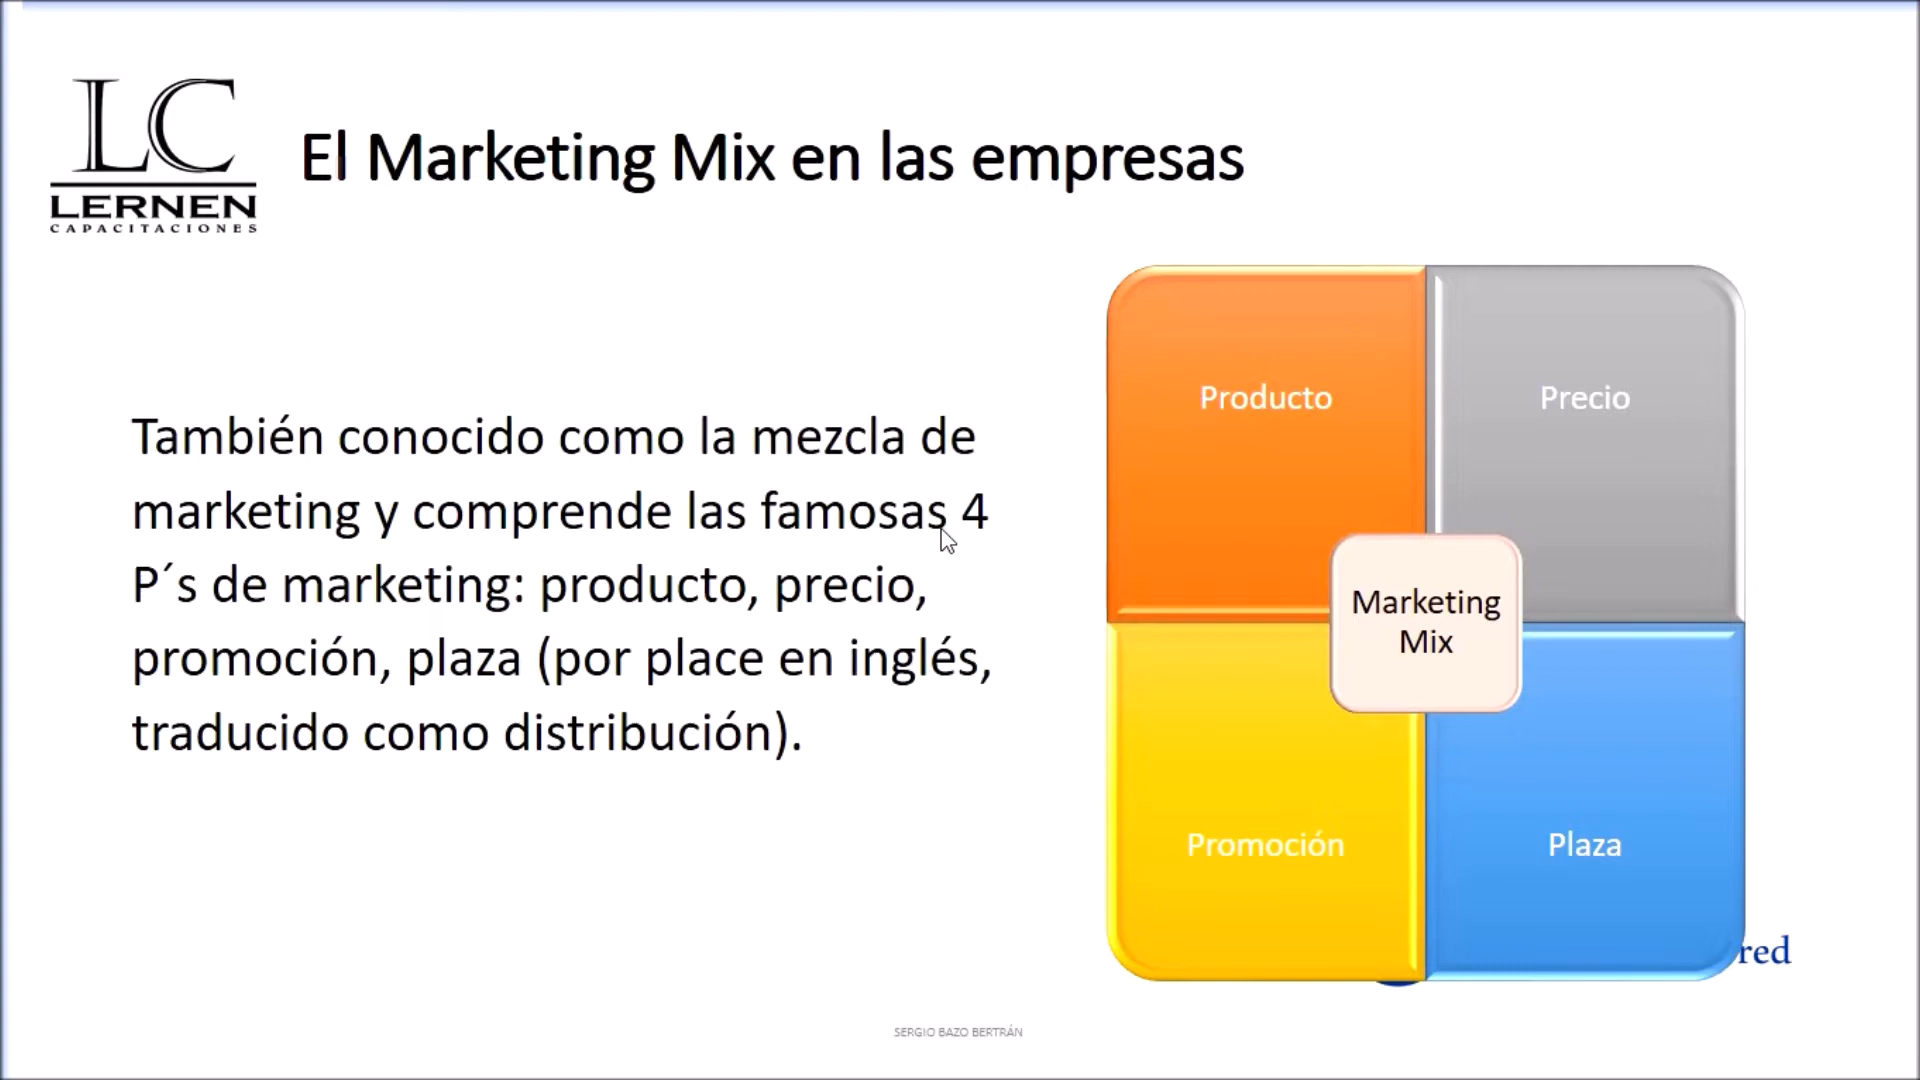 LC
LERNEN
CAPACITACIONES
El Marketing Mix en las empresas
También conocido como la mezcla de
marketing y comprende las famosas 4
P´s de marketing: producto, precio,
promoción, plaza (por place en inglés,
traducido como distribución).
Producto
Precio
Marketing
Mix
Promoción
Plaza
red
SERGIO BAZO BERTRÁN